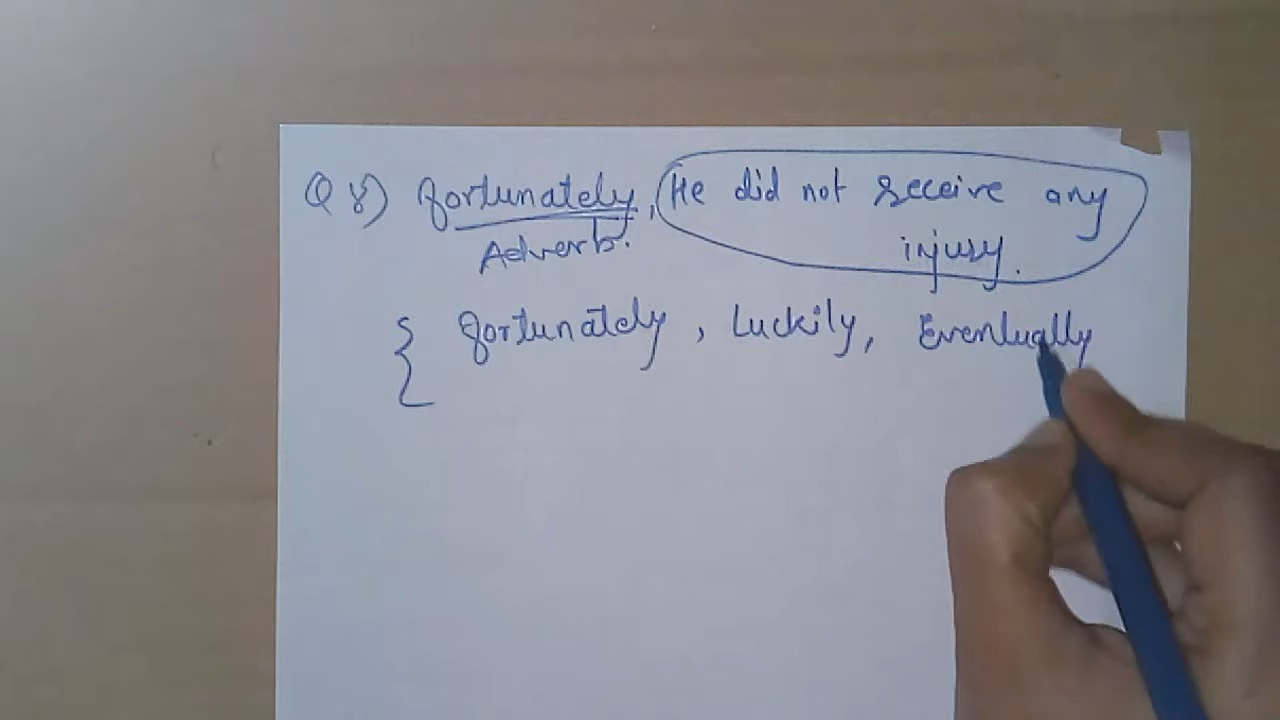 Q 8) fortunately, He did not receive any
Adverb. injury.
{ fortunately, Luckily, Eventually